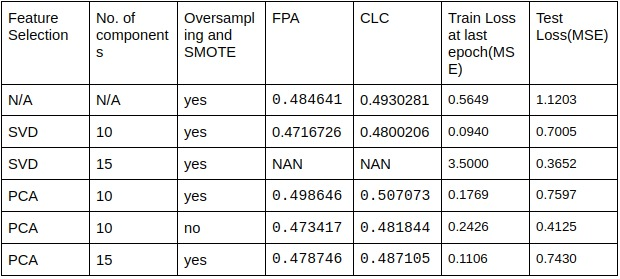 Feature Selection | No. of components | Oversampling and SMOTE | FPA | CLC | Train Loss at last epoch(MSE) | Test Loss(MSE)
N/A | N/A | yes | 0.484641 | 0.4930281 | 0.5649 | 1.1203
SVD | 10 | yes | 0.4716726 | 0.4800206 | 0.0940 | 0.7005
SVD | 15 | yes | NAN | NAN | 3.5000 | 0.3652
PCA | 10 | yes | 0.498646 | 0.507073 | 0.1769 | 0.7597
PCA | 10 | no | 0.473417 | 0.481844 | 0.2426 | 0.4125
PCA | 15 | yes | 0.478746 | 0.487105 | 0.1106 | 0.7430